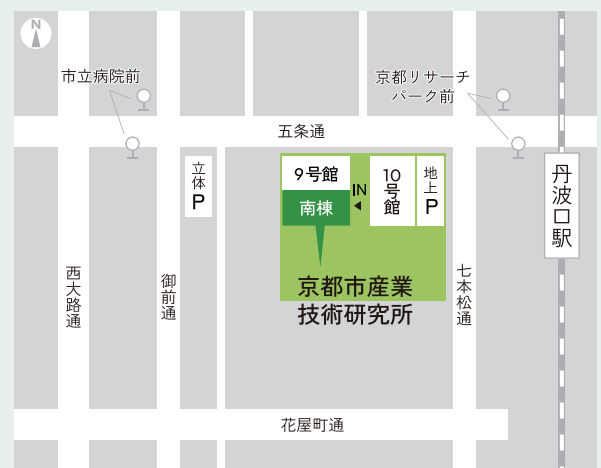 N
市立病院前
京都リサーチ
パーク前
五条通
立体
P
9号館
南棟
IN
10号館
地上
P
丹波口駅
京都市産業
技術研究所
西大路通
御前通
七本松通
花屋町通